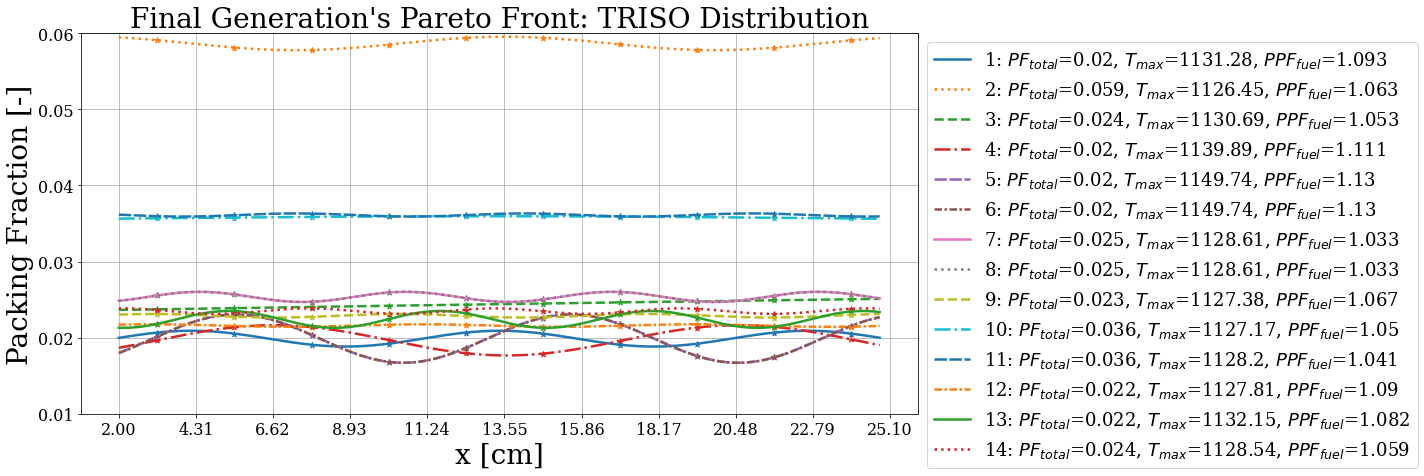 Final Generation's Pareto Front: TRISO Distribution
Packing Fraction [-]
0.06
0.05
0.04
0.03
0.02
0.01
2.00 4.31 6.62 8.93 11.24 13.55 15.86 18.17 20.48 22.79 25.10
x [cm]
1: PF_total=0.02, T_max=1131.28, PPF_fuel=1.093
2: PF_total=0.059, T_max=1126.45, PPF_fuel=1.063
3: PF_total=0.024, T_max=1130.69, PPF_fuel=1.053
4: PF_total=0.02, T_max=1139.89, PPF_fuel=1.111
5: PF_total=0.02, T_max=1149.74, PPF_fuel=1.13
6: PF_total=0.02, T_max=1149.74, PPF_fuel=1.13
7: PF_total=0.025, T_max=1128.61, PPF_fuel=1.033
8: PF_total=0.025, T_max=1128.61, PPF_fuel=1.033
9: PF_total=0.023, T_max=1127.38, PPF_fuel=1.067
10: PF_total=0.036, T_max=1127.17, PPF_fuel=1.05
11: PF_total=0.036, T_max=1128.2, PPF_fuel=1.041
12: PF_total=0.022, T_max=1127.81, PPF_fuel=1.09
13: PF_total=0.022, T_max=1132.15, PPF_fuel=1.082
14: PF_total=0.024, T_max=1128.54, PPF_fuel=1.059